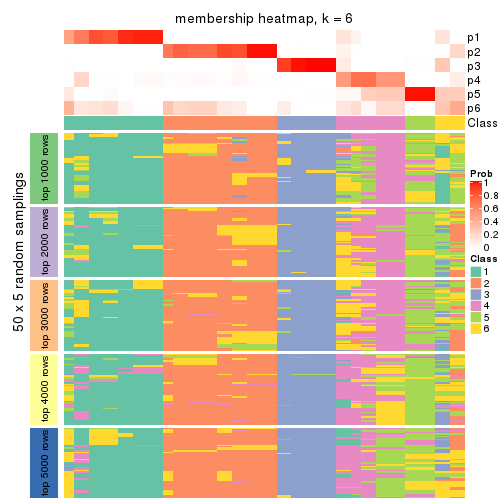 membership heatmap, k = 6
p1
p2
p3
p4
p5
p6
Class
50 x 5 random samplings
top 1000 rows
top 2000 rows
top 3000 rows
top 4000 rows
top 5000 rows
Prob
1
0.8
0.6
0.4
0.2
0
Class
1
2
3
4
5
6